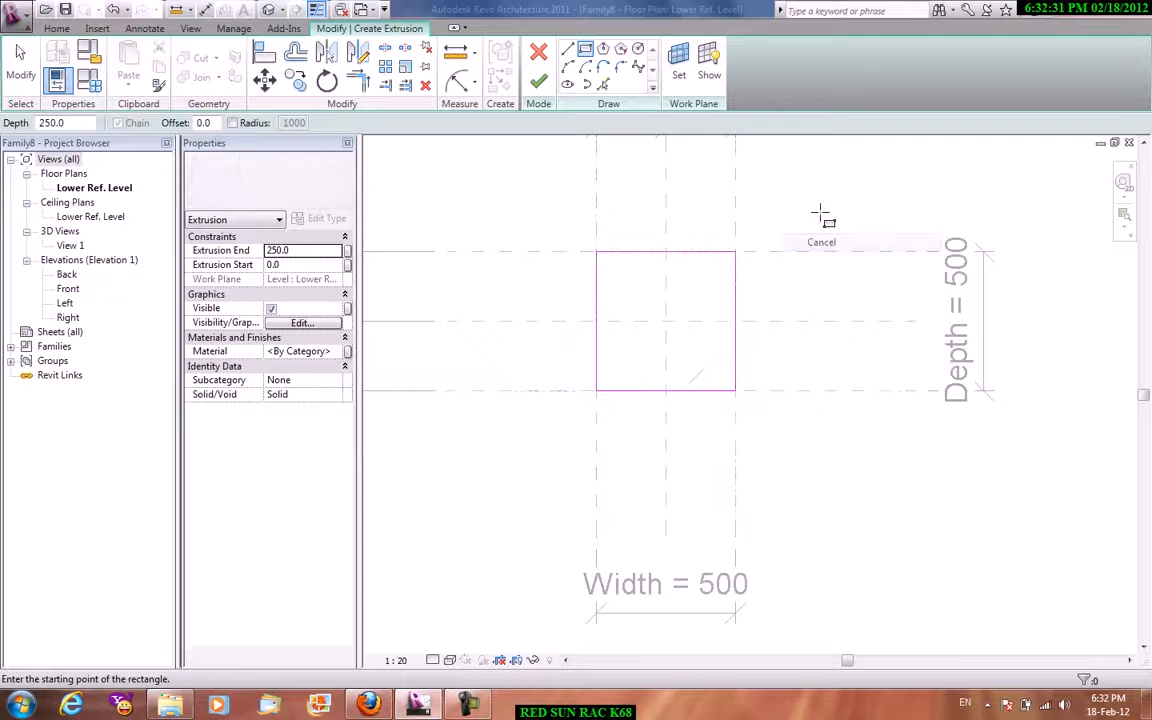 Autodesk Revit Architecture 2011 - [Family8 - Floor Plan: Lower Ref. Level]
Type a keyword or phrase
6:32:31 PM 02/18/2012
Home
Insert
Annotate
View
Manage
Add-Ins
Modify | Create Extrusion
Modify
Paste
Cut
Join
Set
Show
Select
Properties
Clipboard
Geometry
Modify
Measure
Create
Mode
Draw
Work Plane
Depth 250.0
Chain
Offset: 0.0
Radius: 1000
Family8 - Project Browser
Views (all)
Floor Plans
Lower Ref. Level
Ceiling Plans
Lower Ref. Level
3D Views
View 1
Elevations (Elevation 1)
Back
Front
Left
Right
Sheets (all)
Families
Groups
Revit Links
Properties
Extrusion
Edit Type
Constraints
Extrusion End 250.0
Extrusion Start 0.0
Work Plane Level : Lower R...
Graphics
Visible
Visibility/Grap... Edit...
Materials and Finishes
Material <By Category>
Identity Data
Subcategory None
Solid/Void Solid
Cancel
Depth = 500
Width = 500
1 : 20
Enter the starting point of the rectangle.
:0
EN
6:32 PM
18-Feb-12
RED SUN RAC K68